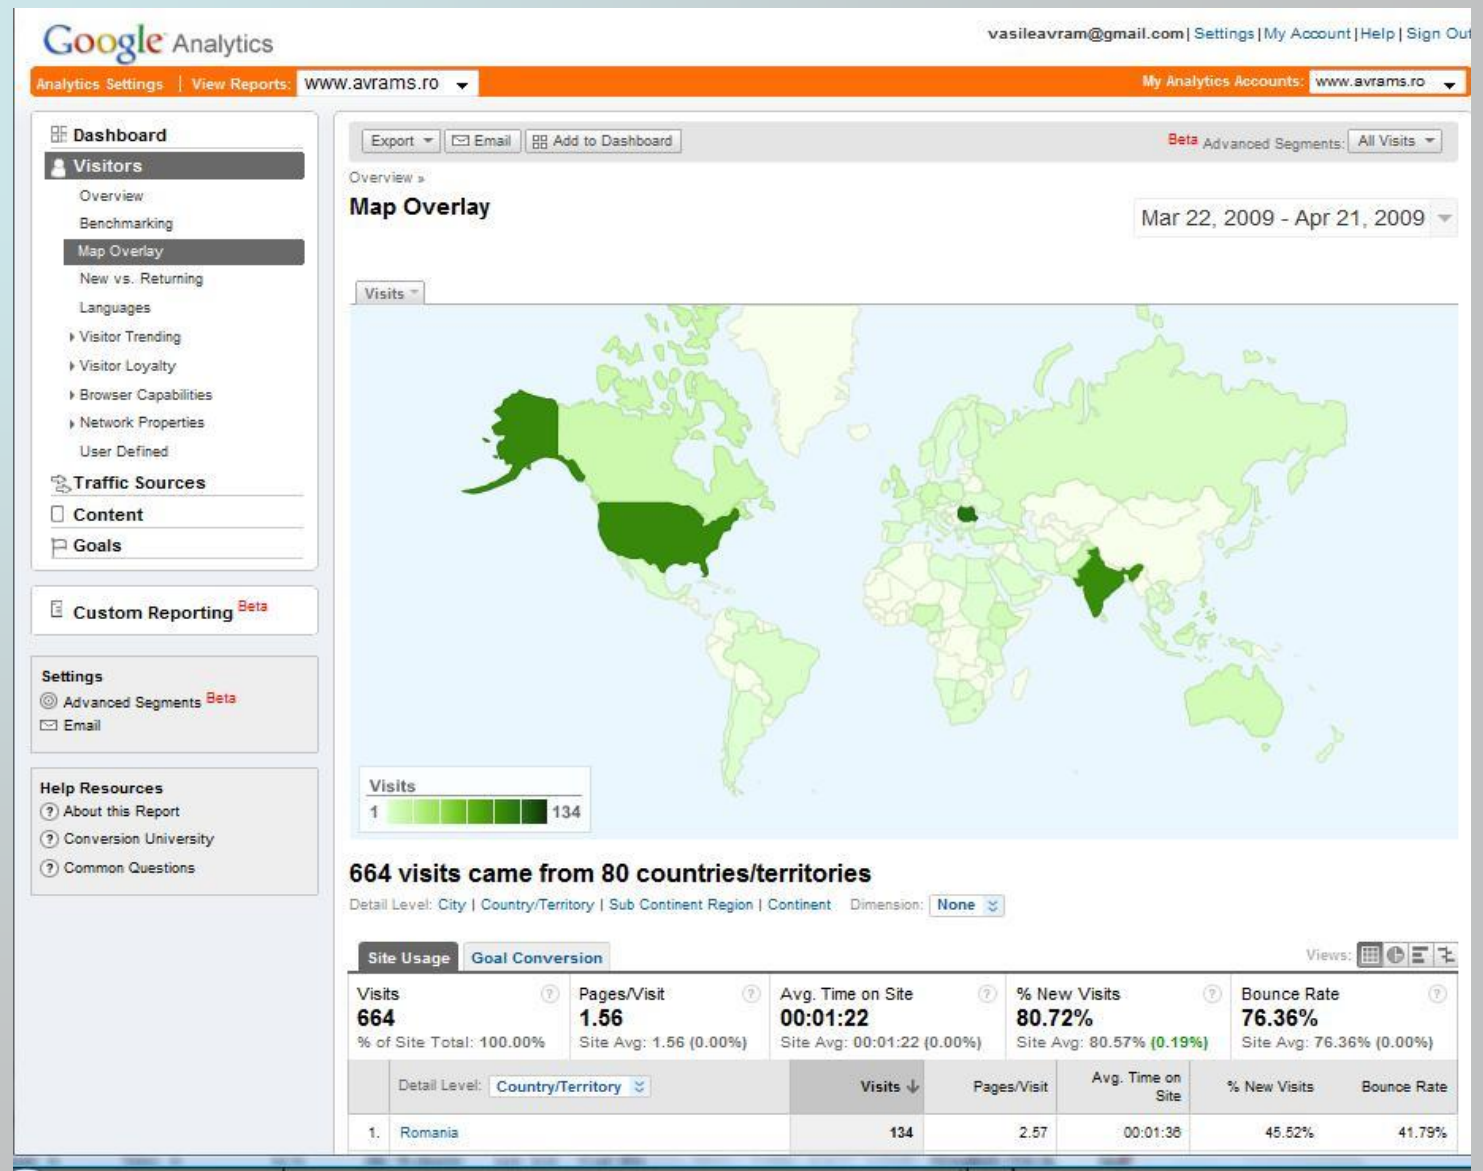 Google Analytics
vasileavram@gmail.com | Settings | My Account | Help | Sign Out
Analytics Settings | View Reports: www.avrams.ro
My Analytics Accounts: www.avrams.ro
Dashboard
Visitors
Overview
Benchmarking
Map Overlay
New vs. Returning
Languages
Visitor Trending
Visitor Loyalty
Browser Capabilities
Network Properties
User Defined
Traffic Sources
Content
Goals
Custom Reporting Beta
Settings
Advanced Segments Beta
Email
Help Resources
About this Report
Conversion University
Common Questions
Export Email Add to Dashboard
Beta Advanced Segments: All Visits
Overview »
Map Overlay
Mar 22, 2009 - Apr 21, 2009
Visits
Visits
1 134
664 visits came from 80 countries/territories
Detail Level: City | Country/Territory | Sub Continent Region | Continent Dimension: None
Site Usage Goal Conversion
Views:
Visits Pages/Visit Avg. Time on Site % New Visits Bounce Rate
664 1.56 00:01:22 80.72% 76.36%
% of Site Total: 100.00% Site Avg: 1.56 (0.00%) Site Avg: 00:01:22 (0.00%) Site Avg: 80.57% (0.19%) Site Avg: 76.36% (0.00%)
Detail Level: Country/Territory Visits Pages/Visit Avg. Time on Site % New Visits Bounce Rate
1. Romania 134 2.57 00:01:36 45.52% 41.79%